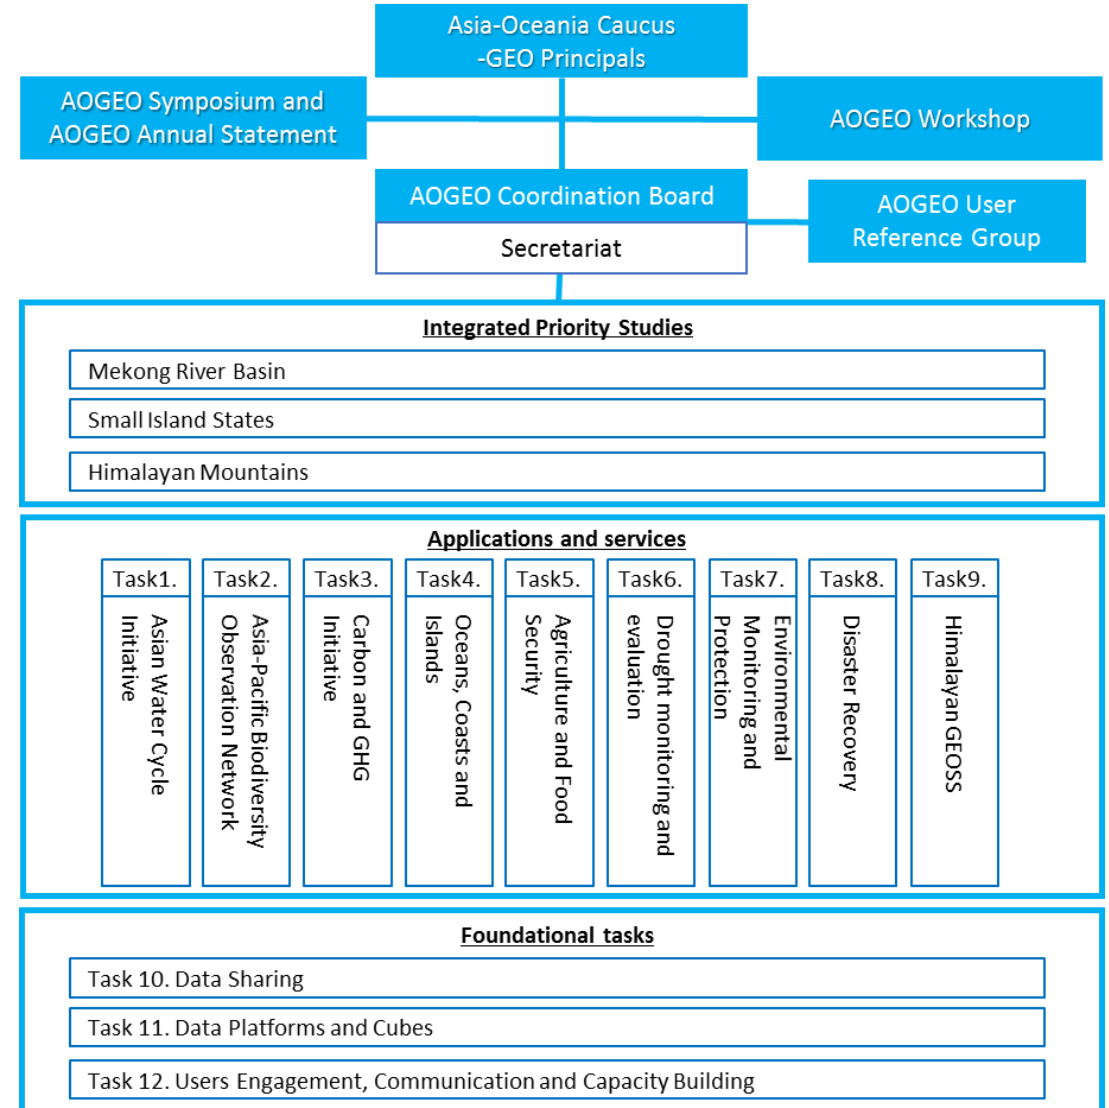 Asia-Oceania Caucus
-GEO Principals
AOGEO Symposium and
AOGEO Annual Statement
AOGEO Workshop
AOGEO Coordination Board
Secretariat
AOGEO User
Reference Group
Integrated Priority Studies
Mekong River Basin
Small Island States
Himalayan Mountains
Applications and services
Task1.
Asian Water Cycle
Initiative
Task2.
Asia-Pacific Biodiversity
Observation Network
Task3.
Carbon and GHG
Initiative
Task4.
Oceans, Coasts and
Islands
Task5.
Agriculture and Food
Security
Task6.
Drought monitoring and
evaluation
Task7.
Environmental
Monitoring and
Protection
Task8.
Disaster Recovery
Task9.
Himalayan GEOSS
Foundational tasks
Task 10. Data Sharing
Task 11. Data Platforms and Cubes
Task 12. Users Engagement, Communication and Capacity Building